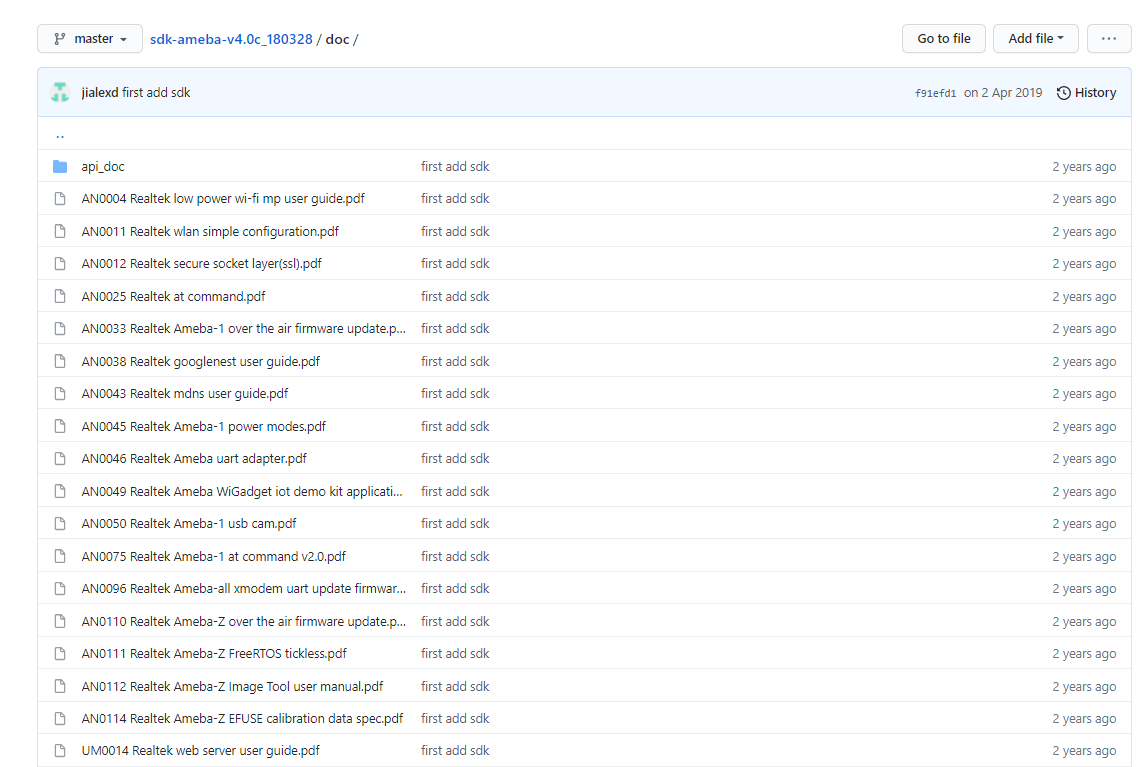 master sdk-ameba-v4.0c_180328 / doc / Go to file Add file ...
jialexd first add sdk f91efd1 on 2 Apr 2019 History
..
api_doc first add sdk 2 years ago
AN0004 Realtek low power wi-fi mp user guide.pdf first add sdk 2 years ago
AN0011 Realtek wlan simple configuration.pdf first add sdk 2 years ago
AN0012 Realtek secure socket layer(ssl).pdf first add sdk 2 years ago
AN0025 Realtek at command.pdf first add sdk 2 years ago
AN0033 Realtek Ameba-1 over the air firmware update.p... first add sdk 2 years ago
AN0038 Realtek googlenest user guide.pdf first add sdk 2 years ago
AN0043 Realtek mdns user guide.pdf first add sdk 2 years ago
AN0045 Realtek Ameba-1 power modes.pdf first add sdk 2 years ago
AN0046 Realtek Ameba uart adapter.pdf first add sdk 2 years ago
AN0049 Realtek Ameba WiGadget iot demo kit applicati... first add sdk 2 years ago
AN0050 Realtek Ameba-1 usb cam.pdf first add sdk 2 years ago
AN0075 Realtek Ameba-1 at command v2.0.pdf first add sdk 2 years ago
AN0096 Realtek Ameba-all xmodem uart update firmwar... first add sdk 2 years ago
AN0110 Realtek Ameba-Z over the air firmware update.p... first add sdk 2 years ago
AN0111 Realtek Ameba-Z FreeRTOS tickless.pdf first add sdk 2 years ago
AN0112 Realtek Ameba-Z Image Tool user manual.pdf first add sdk 2 years ago
AN0114 Realtek Ameba-Z EFUSE calibration data spec.pdf first add sdk 2 years ago
UM0014 Realtek web server user guide.pdf first add sdk 2 years ago